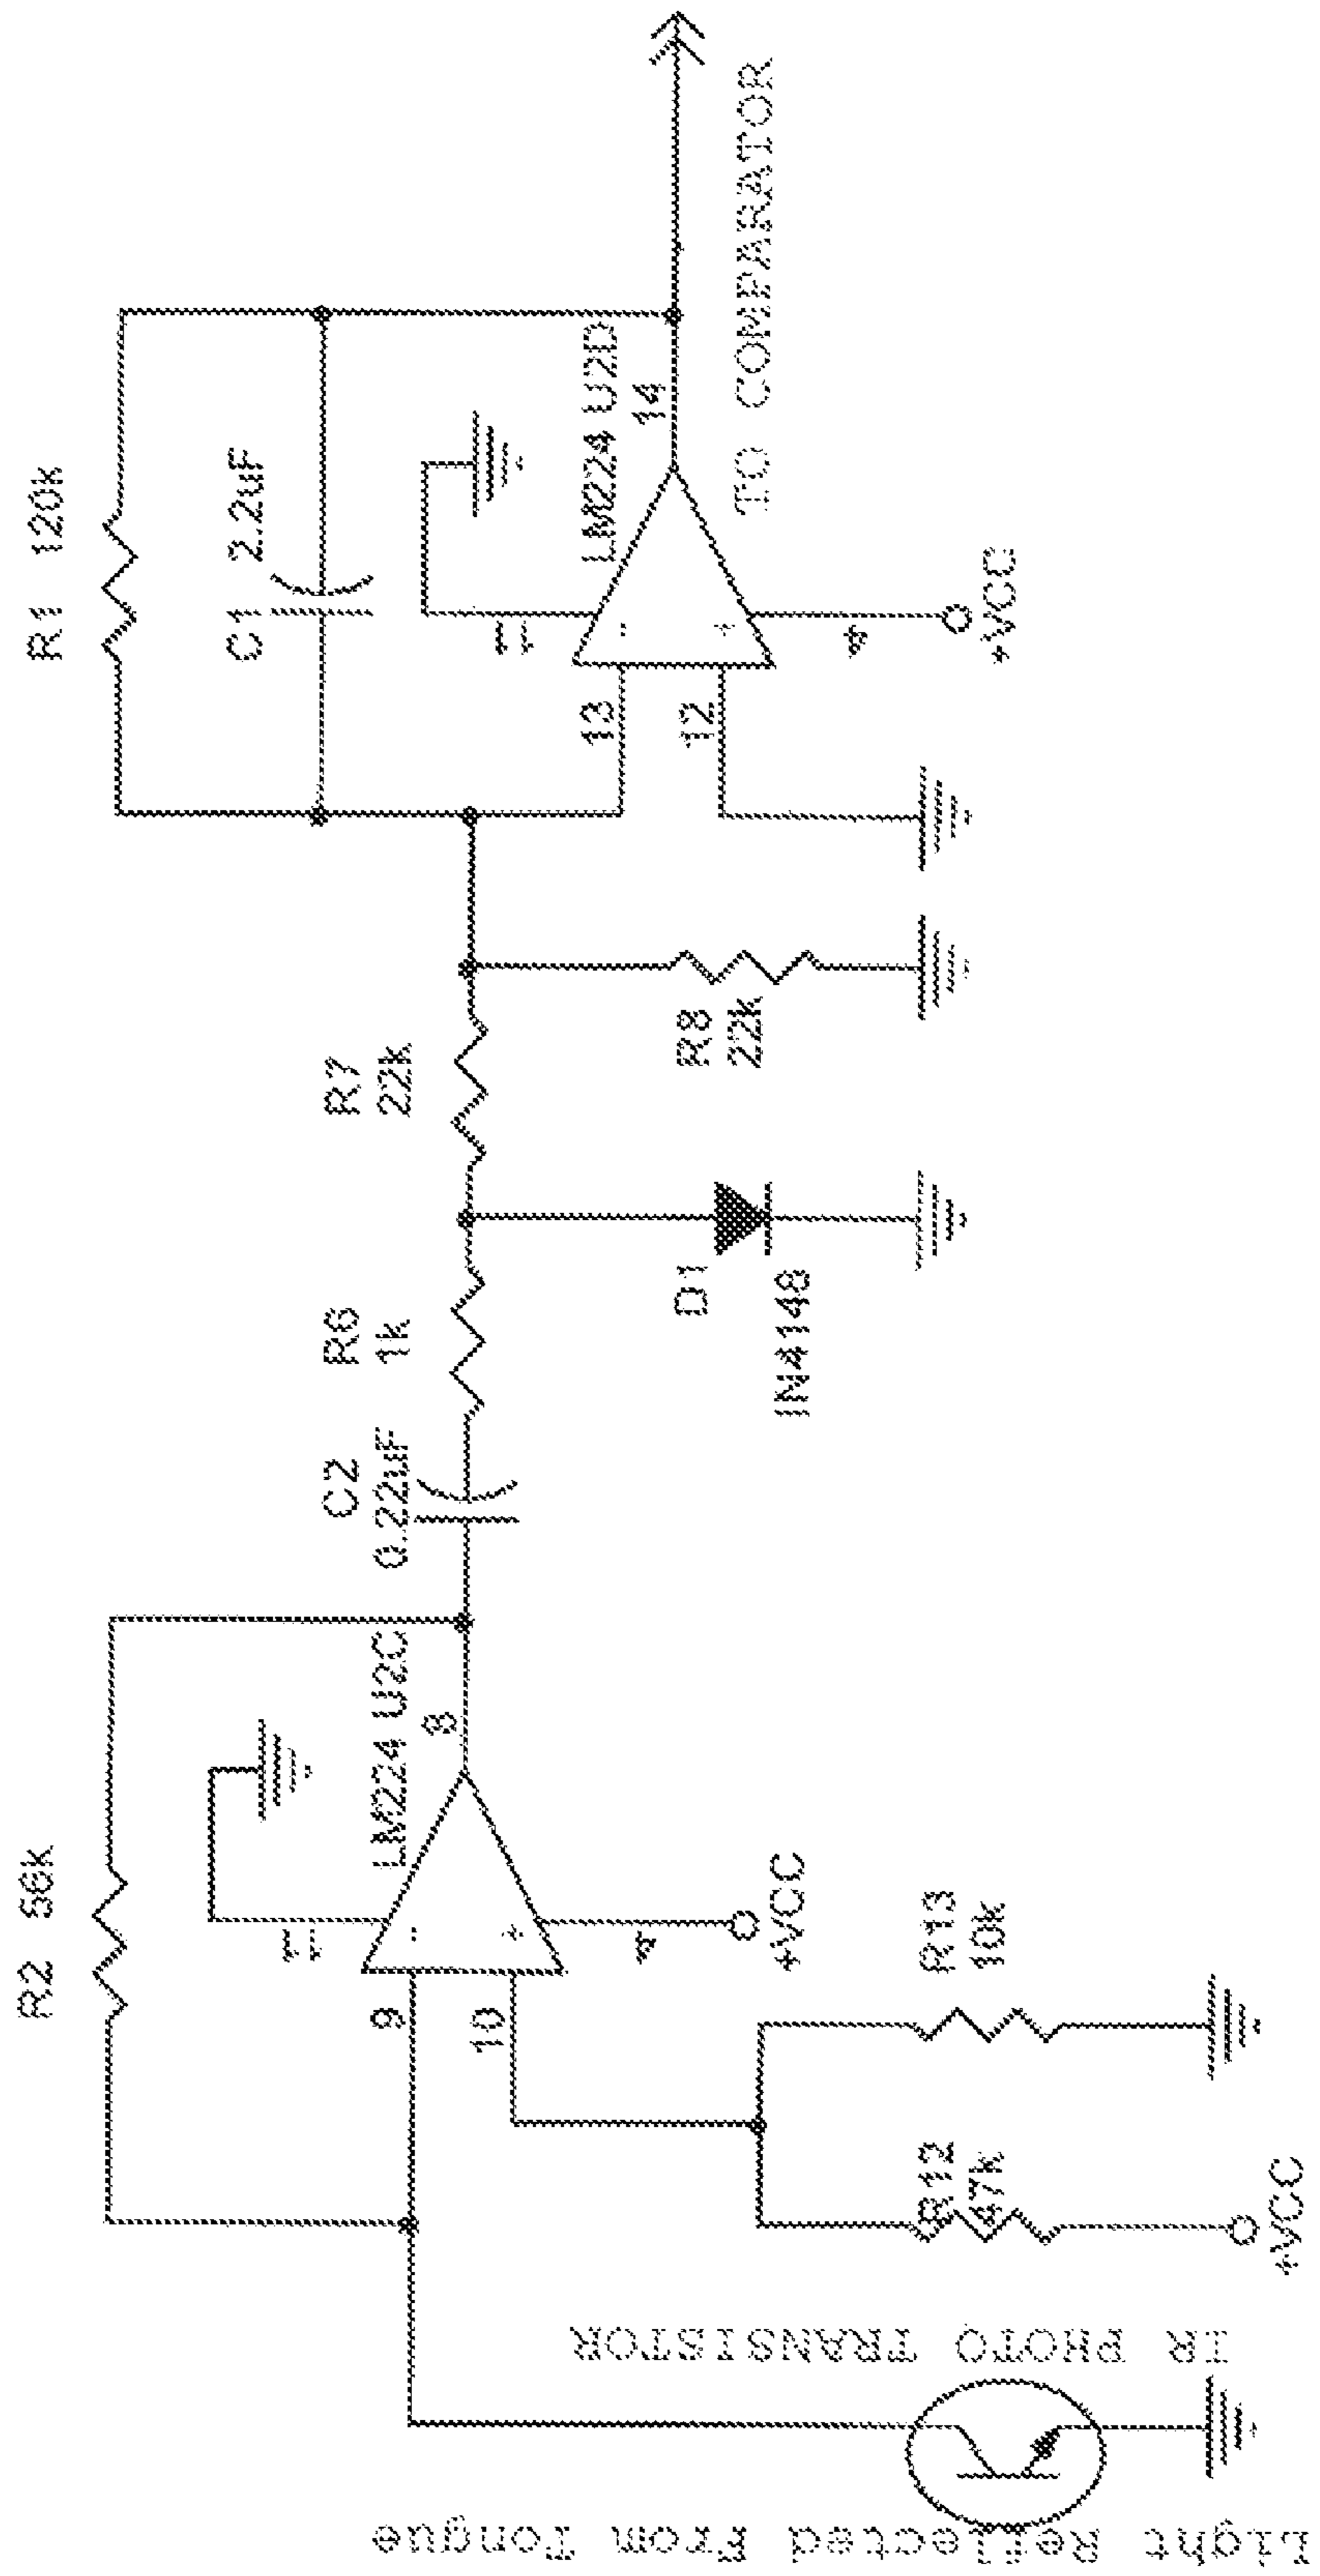 R1 120k
C1 2.2uF
LM224 U2D
11
13
14
12
4
+VCC
TO COMPARATOR
R7
22k
R8
22k
R6
1k
D1
IN4148
C2
0.22uF
R2 56k
LM224 U2C
11
9
8
10
4
+VCC
R13
10k
R12
47k
+VCC
IR PHOTO TRANSISTOR
Light Reflected From Tongue